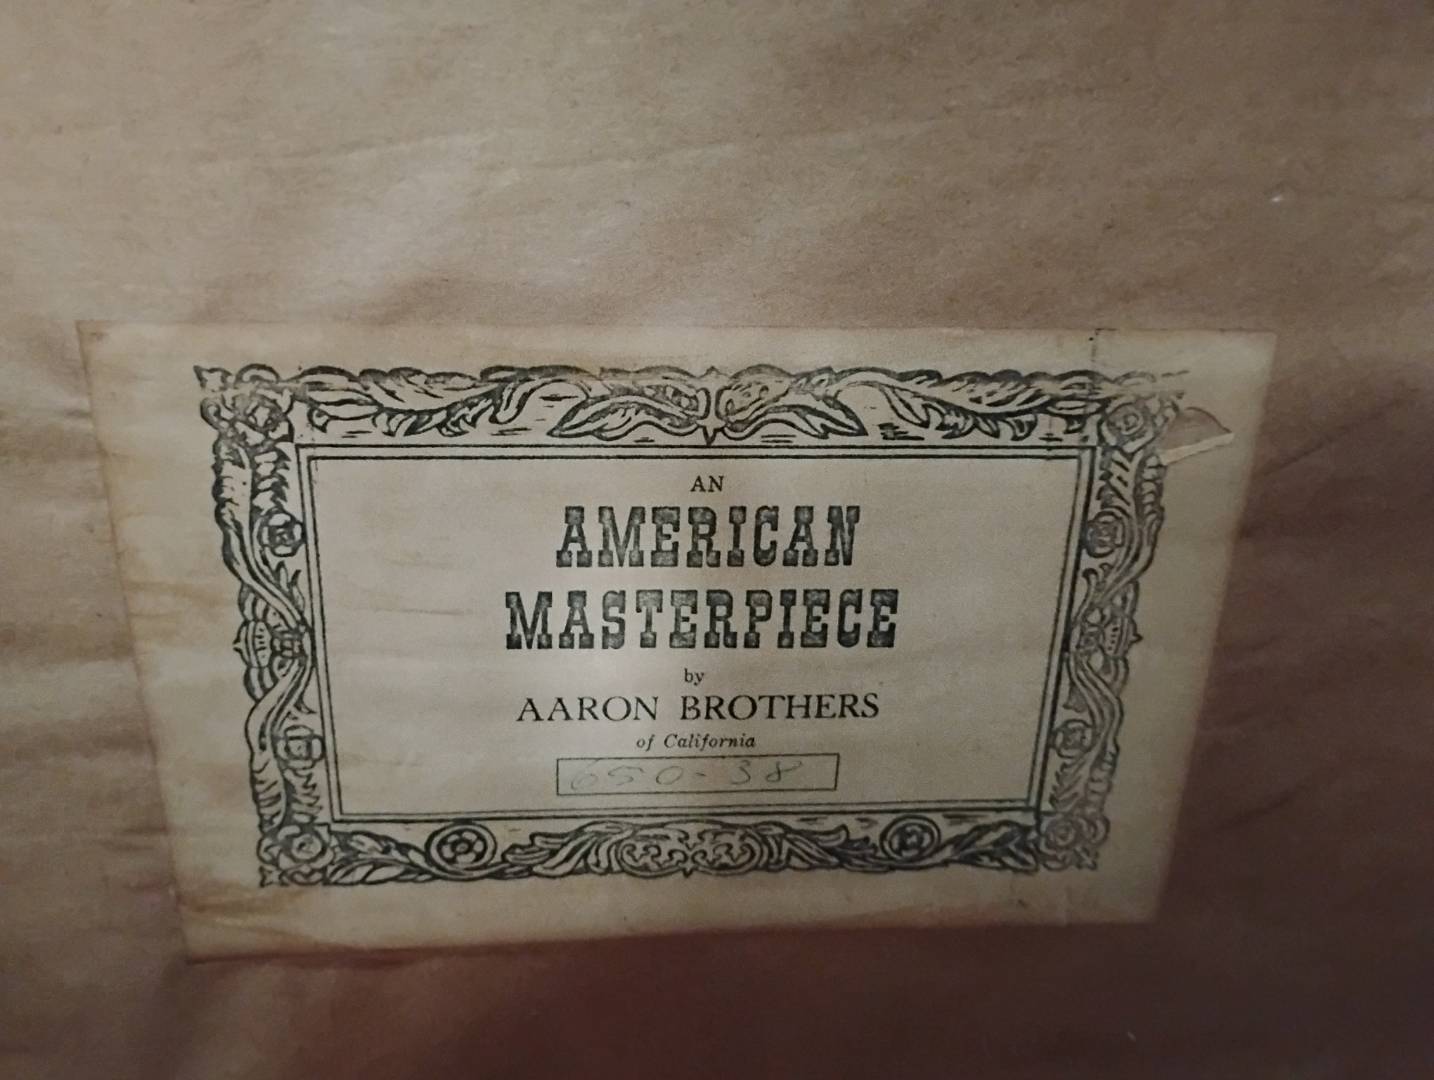 AN
AMERICAN
MASTERPIECE
by
AARON BROTHERS
of California
650-38